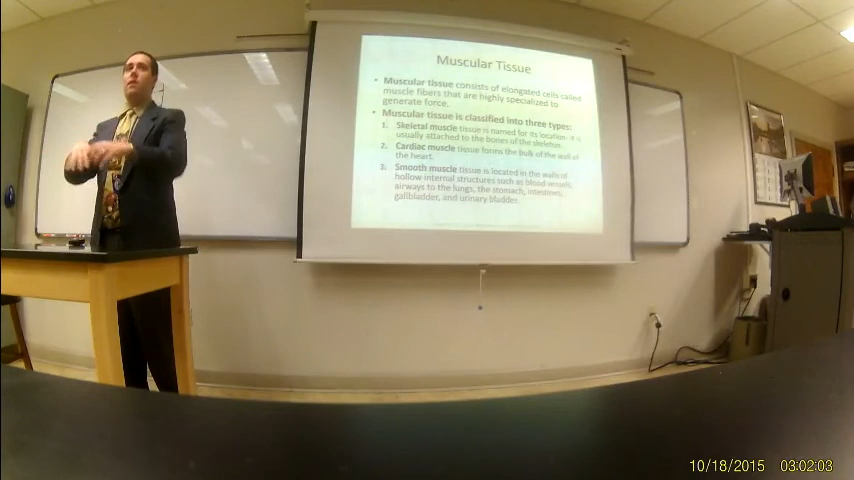 Muscular Tissue
• Muscular tissue consists of elongated cells called
muscle fibers that are highly specialized to
generate force.
• Muscular tissue is classified into three types:
1. Skeletal muscle tissue is named for its location- it is
usually attached to the bones of the skeleton.
2. Cardiac muscle tissue forms the bulk of the wall of
the heart.
3. Smooth muscle tissue is located in the walls of
hollow internal structures such as blood vessels,
airways to the lungs, the stomach, intestines,
gallbladder, and urinary bladder.
10/18/2015 03:02:03